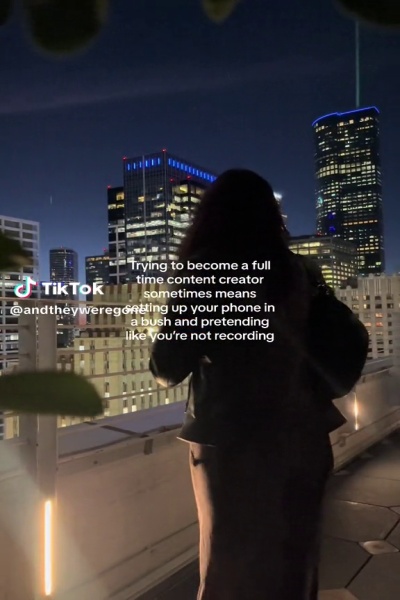 Trying to become a full
time content creator
sometimes means
setting up your phone in
a bush and pretending
like you're not recording
TikTok
@andtheyweregone